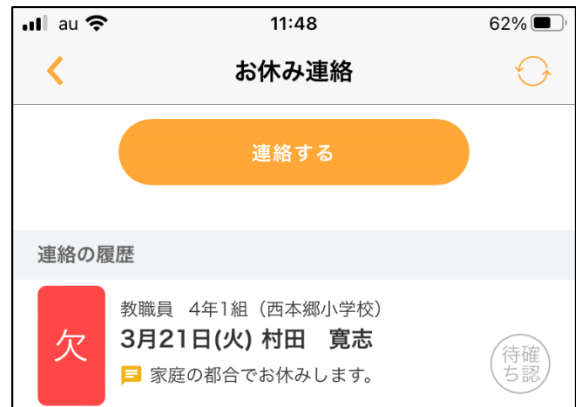 au 11:48 62%
お休み連絡
連絡する
連絡の履歴
欠
教職員 4年1組（西本郷小学校）
3月21日(火) 村田　寛志
家庭の都合でお休みします。
確認待ち